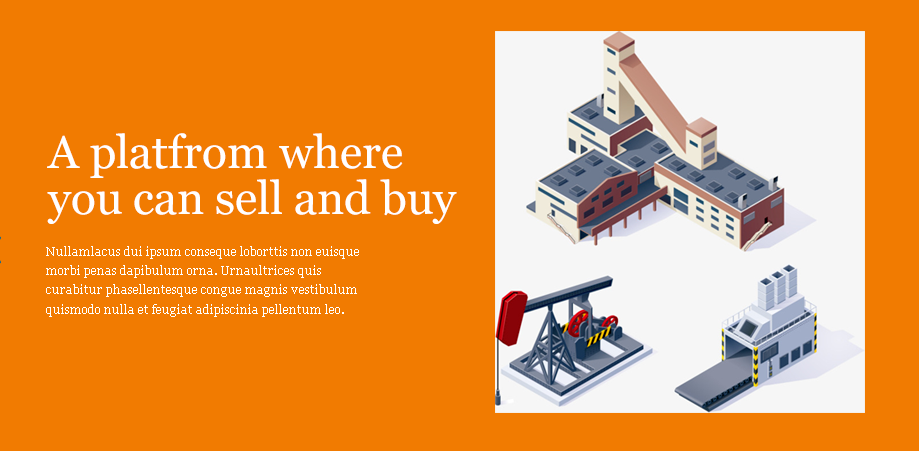 A platfrom where
you can sell and buy
Nullamlacus dui ipsum conseque loborttis non euisque
morbi penas dapibulum orna. Urnaultrices quis
curabitur phasellentesque congue magnis vestibulum
quismodo nulla et feugiat adipiscinia pellentum leo.